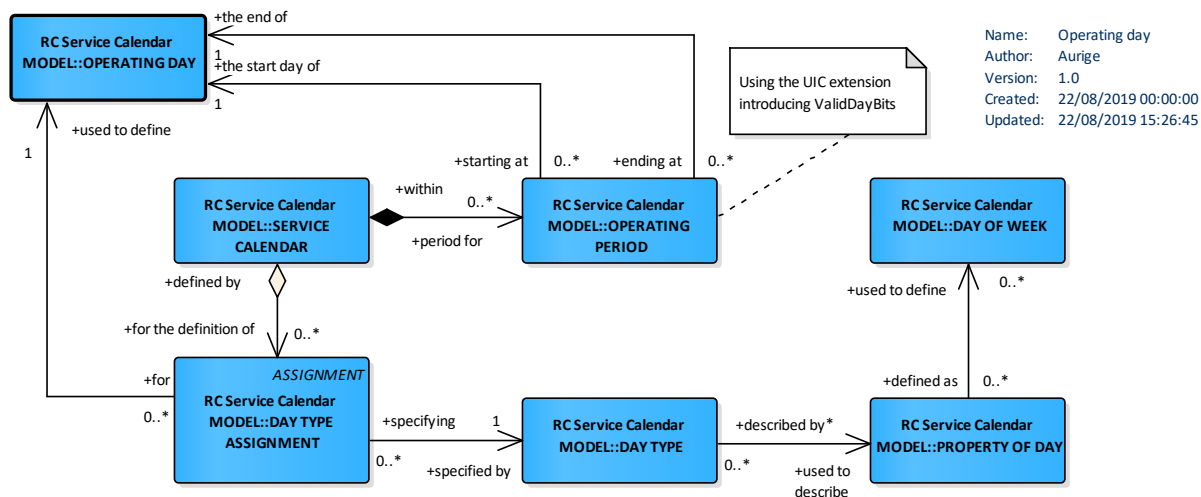 +the end of
1
RC Service Calendar
MODEL::OPERATING DAY
+the start day of
1
Name: Operating day
Author: Aurige
Version: 1.0
Created: 22/08/2019 00:00:00
Updated: 22/08/2019 15:26:45
Using the UIC extension
introducing ValidDayBits
+used to define
1
+starting at
0..*
+ending at
0..*
RC Service Calendar
MODEL::SERVICE
CALENDAR
+within
0..*
+period for
RC Service Calendar
MODEL::OPERATING
PERIOD
RC Service Calendar
MODEL::DAY OF WEEK
+defined by
+used to define
0..*
+for the definition of
0..*
+for
0..*
ASSIGNMENT
RC Service Calendar
MODEL::DAY TYPE
ASSIGNMENT
+specifying
1
0..*
+specified by
RC Service Calendar
MODEL::DAY TYPE
+described by*
0..*
+used to
describe
+defined as
0..*
RC Service Calendar
MODEL::PROPERTY OF DAY